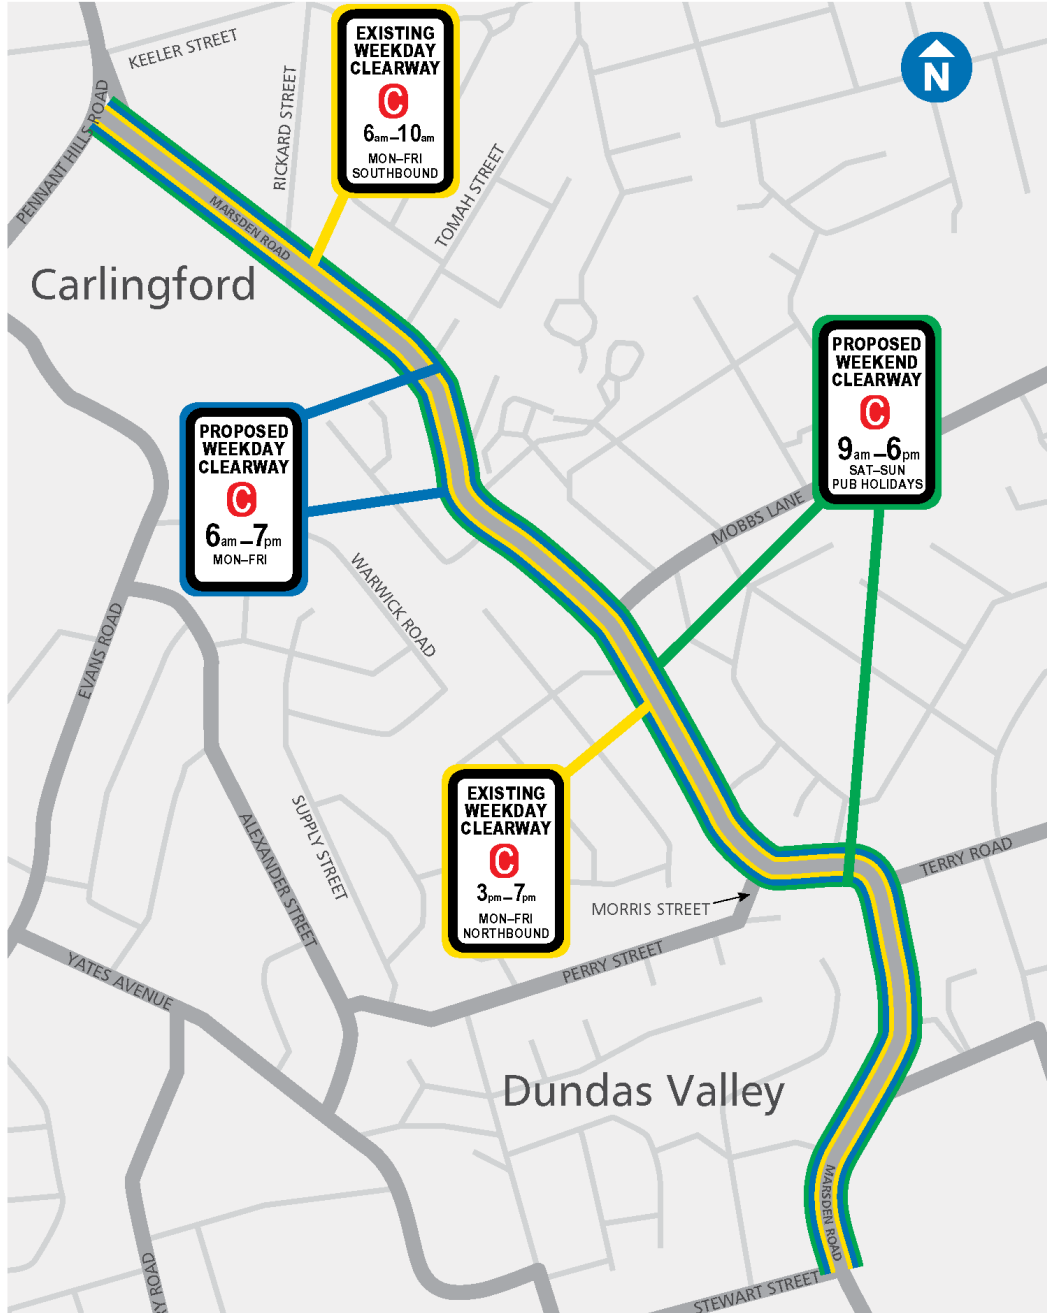 EXISTING
WEEKDAY
CLEARWAY
C
6am–10am
MON–FRI
SOUTHBOUND
N
KEELER STREET
RICKARD STREET
PENNANT HILLS ROAD
TOMAH STREET
MARSDEN ROAD
Carlingford
PROPOSED
WEEKEND
CLEARWAY
C
9am–6pm
SAT–SUN
PUB HOLIDAYS
PROPOSED
WEEKDAY
CLEARWAY
C
6am–7pm
MON–FRI
MOBBS LANE
WARWICK ROAD
EVANS ROAD
EXISTING
WEEKDAY
CLEARWAY
C
3pm–7pm
MON–FRI
NORTHBOUND
SUPPLY STREET
ALEXANDER STREET
TERRY ROAD
MORRIS STREET
PERRY STREET
YATES AVENUE
Dundas Valley
MARSDEN ROAD
ROAD
STEWART STREET